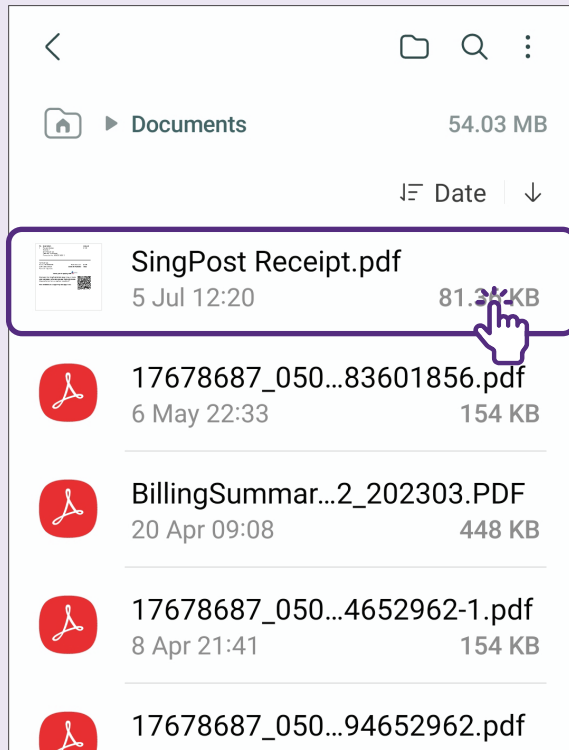 Documents
54.03 MB
Date
SingPost Receipt.pdf
5 Jul 12:20
KB
17678687_050...83601856.pdf
6 May 22:33
154 KB
BillingSummar...2_202303.PDF
20 Apr 09:08
448 KB
17678687_050...4652962-1.pdf
8 Apr 21:41
154 KB
17678687_050...94652962.pdf